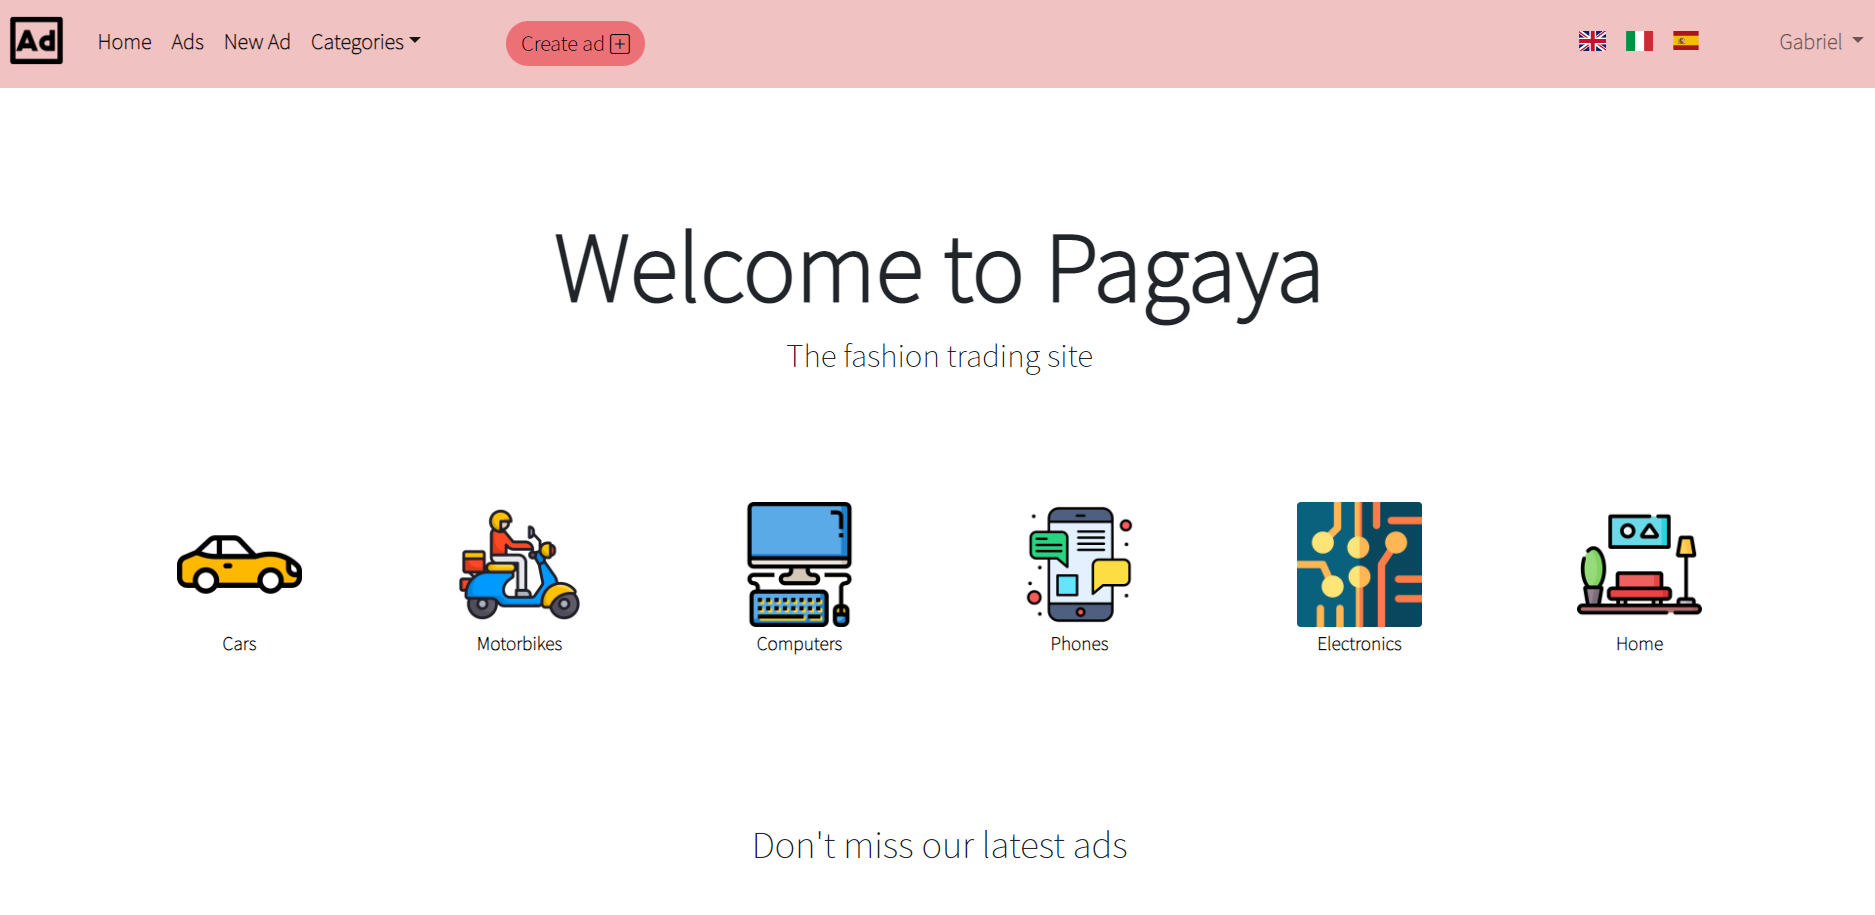 Ad Home Ads New Ad Categories Create ad Gabriel
Welcome to Pagaya
The fashion trading site
Cars Motorbikes Computers Phones Electronics Home
Don't miss our latest ads